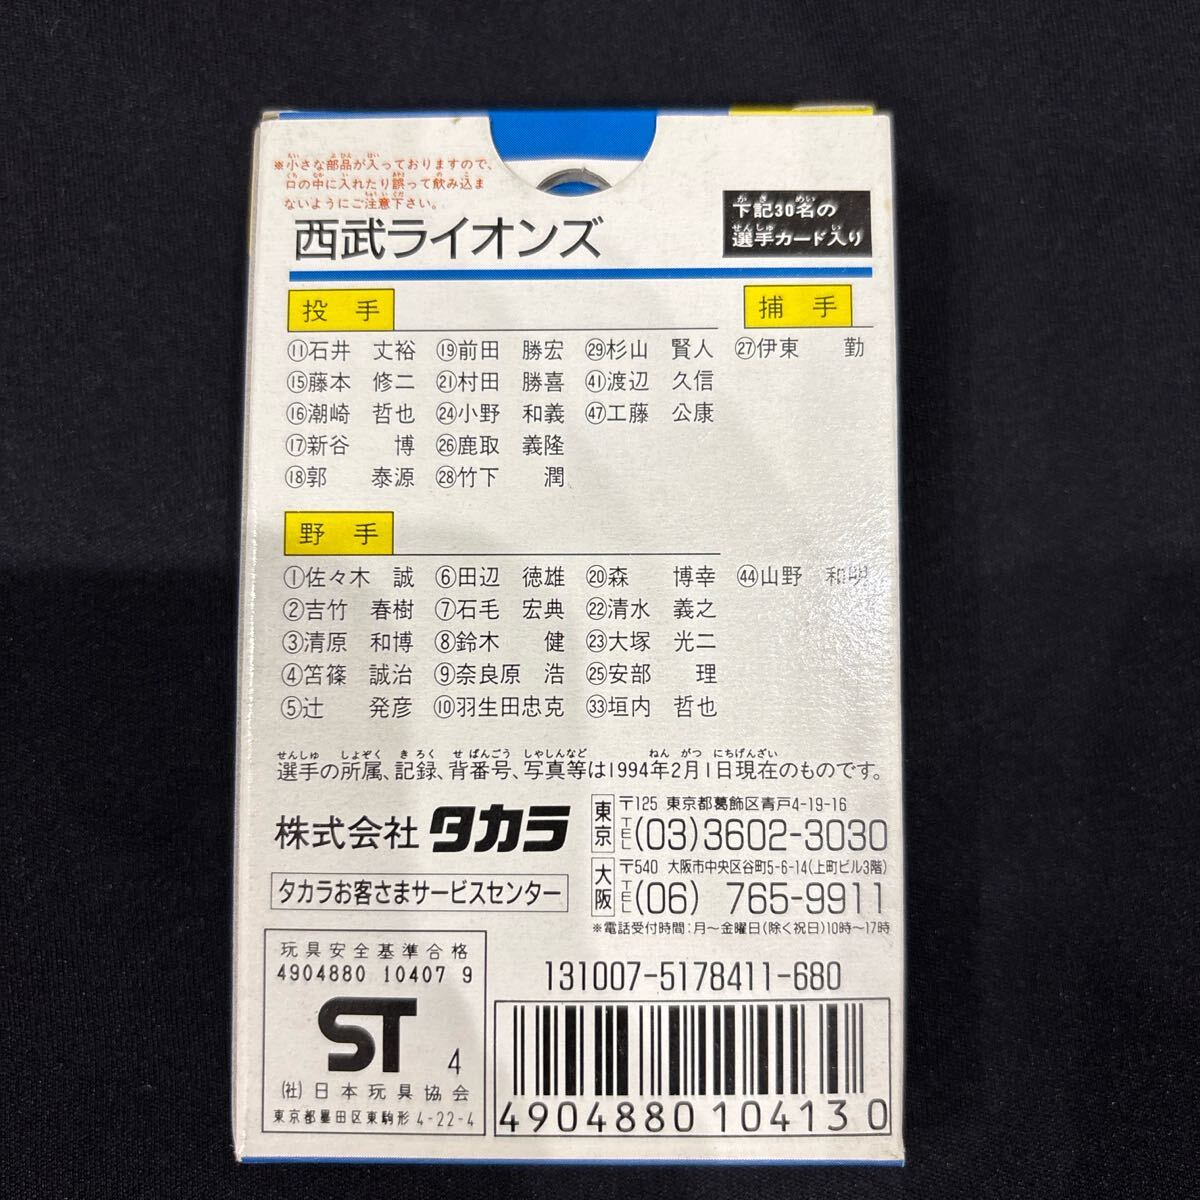 ※小さな部品が入っておりますので、
口の中に入れたり誤って飲み込ま
ないようにご注意下さい。
下記30名の
選手カード入り
西武ライオンズ
投手
⑪石井 丈裕 ⑲前田 勝宏 ㉙杉山 賢人
⑮藤本 修二 ㉑村田 勝喜 ㊶渡辺 久信
⑯潮崎 哲也 ㉔小野 和義 ㊼工藤 公康
⑰新谷 博 ㉖鹿取 義隆
⑱郭 泰源 ㉘竹下 潤
捕手
㉗伊東 勤
野手
①佐々木 誠 ⑥田辺 徳雄 ⑳森 博幸 ㊹山野 和明
②吉竹 春樹 ⑦石毛 宏典 ㉒清水 義之
③清原 和博 ⑧鈴木 健 ㉓大塚 光二
④笘篠 誠治 ⑨奈良原 浩 ㉕安部 理
⑤辻 発彦 ⑩羽生田忠克 ㉝垣内 哲也
選手の所属、記録、背番号、写真等は1994年2月1日現在のものです。
株式会社 タカラ
タカラお客さまサービスセンター
東京 〒125 東京都葛飾区青戸4-19-16
TEL(03)3602-3030
大阪 〒540 大阪市中央区谷町5-6-14(上町ビル3階)
TEL(06) 765-9911
※電話受付時間：月～金曜日(除く祝日)10時～17時
玩具安全基準合格
4904880 10407 9
ST 4
(社)日本玩具協会
東京都墨田区東駒形 4-22-4
131007-5178411-680
4904880104130